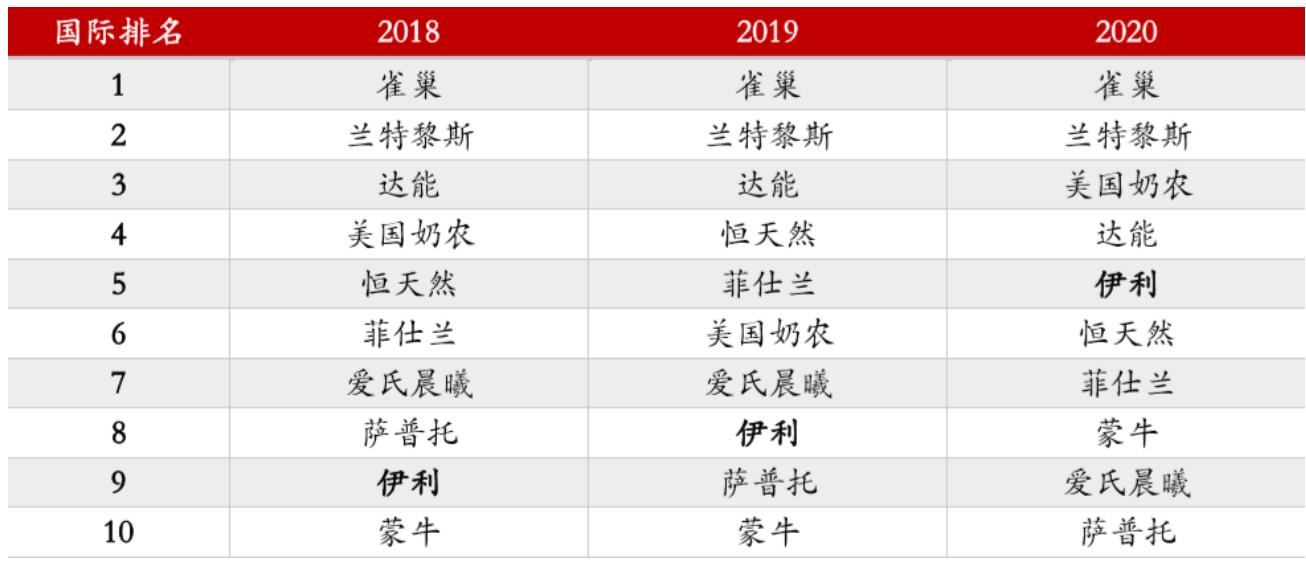 国际排名 2018 2019 2020
1 雀巢 雀巢 雀巢
2 兰特黎斯 兰特黎斯 兰特黎斯
3 达能 达能 美国奶农
4 美国奶农 恒天然 达能
5 恒天然 菲仕兰 伊利
6 菲仕兰 美国奶农 恒天然
7 爱氏晨曦 爱氏晨曦 菲仕兰
8 萨普托 伊利 蒙牛
9 伊利 萨普托 爱氏晨曦
10 蒙牛 蒙牛 萨普托